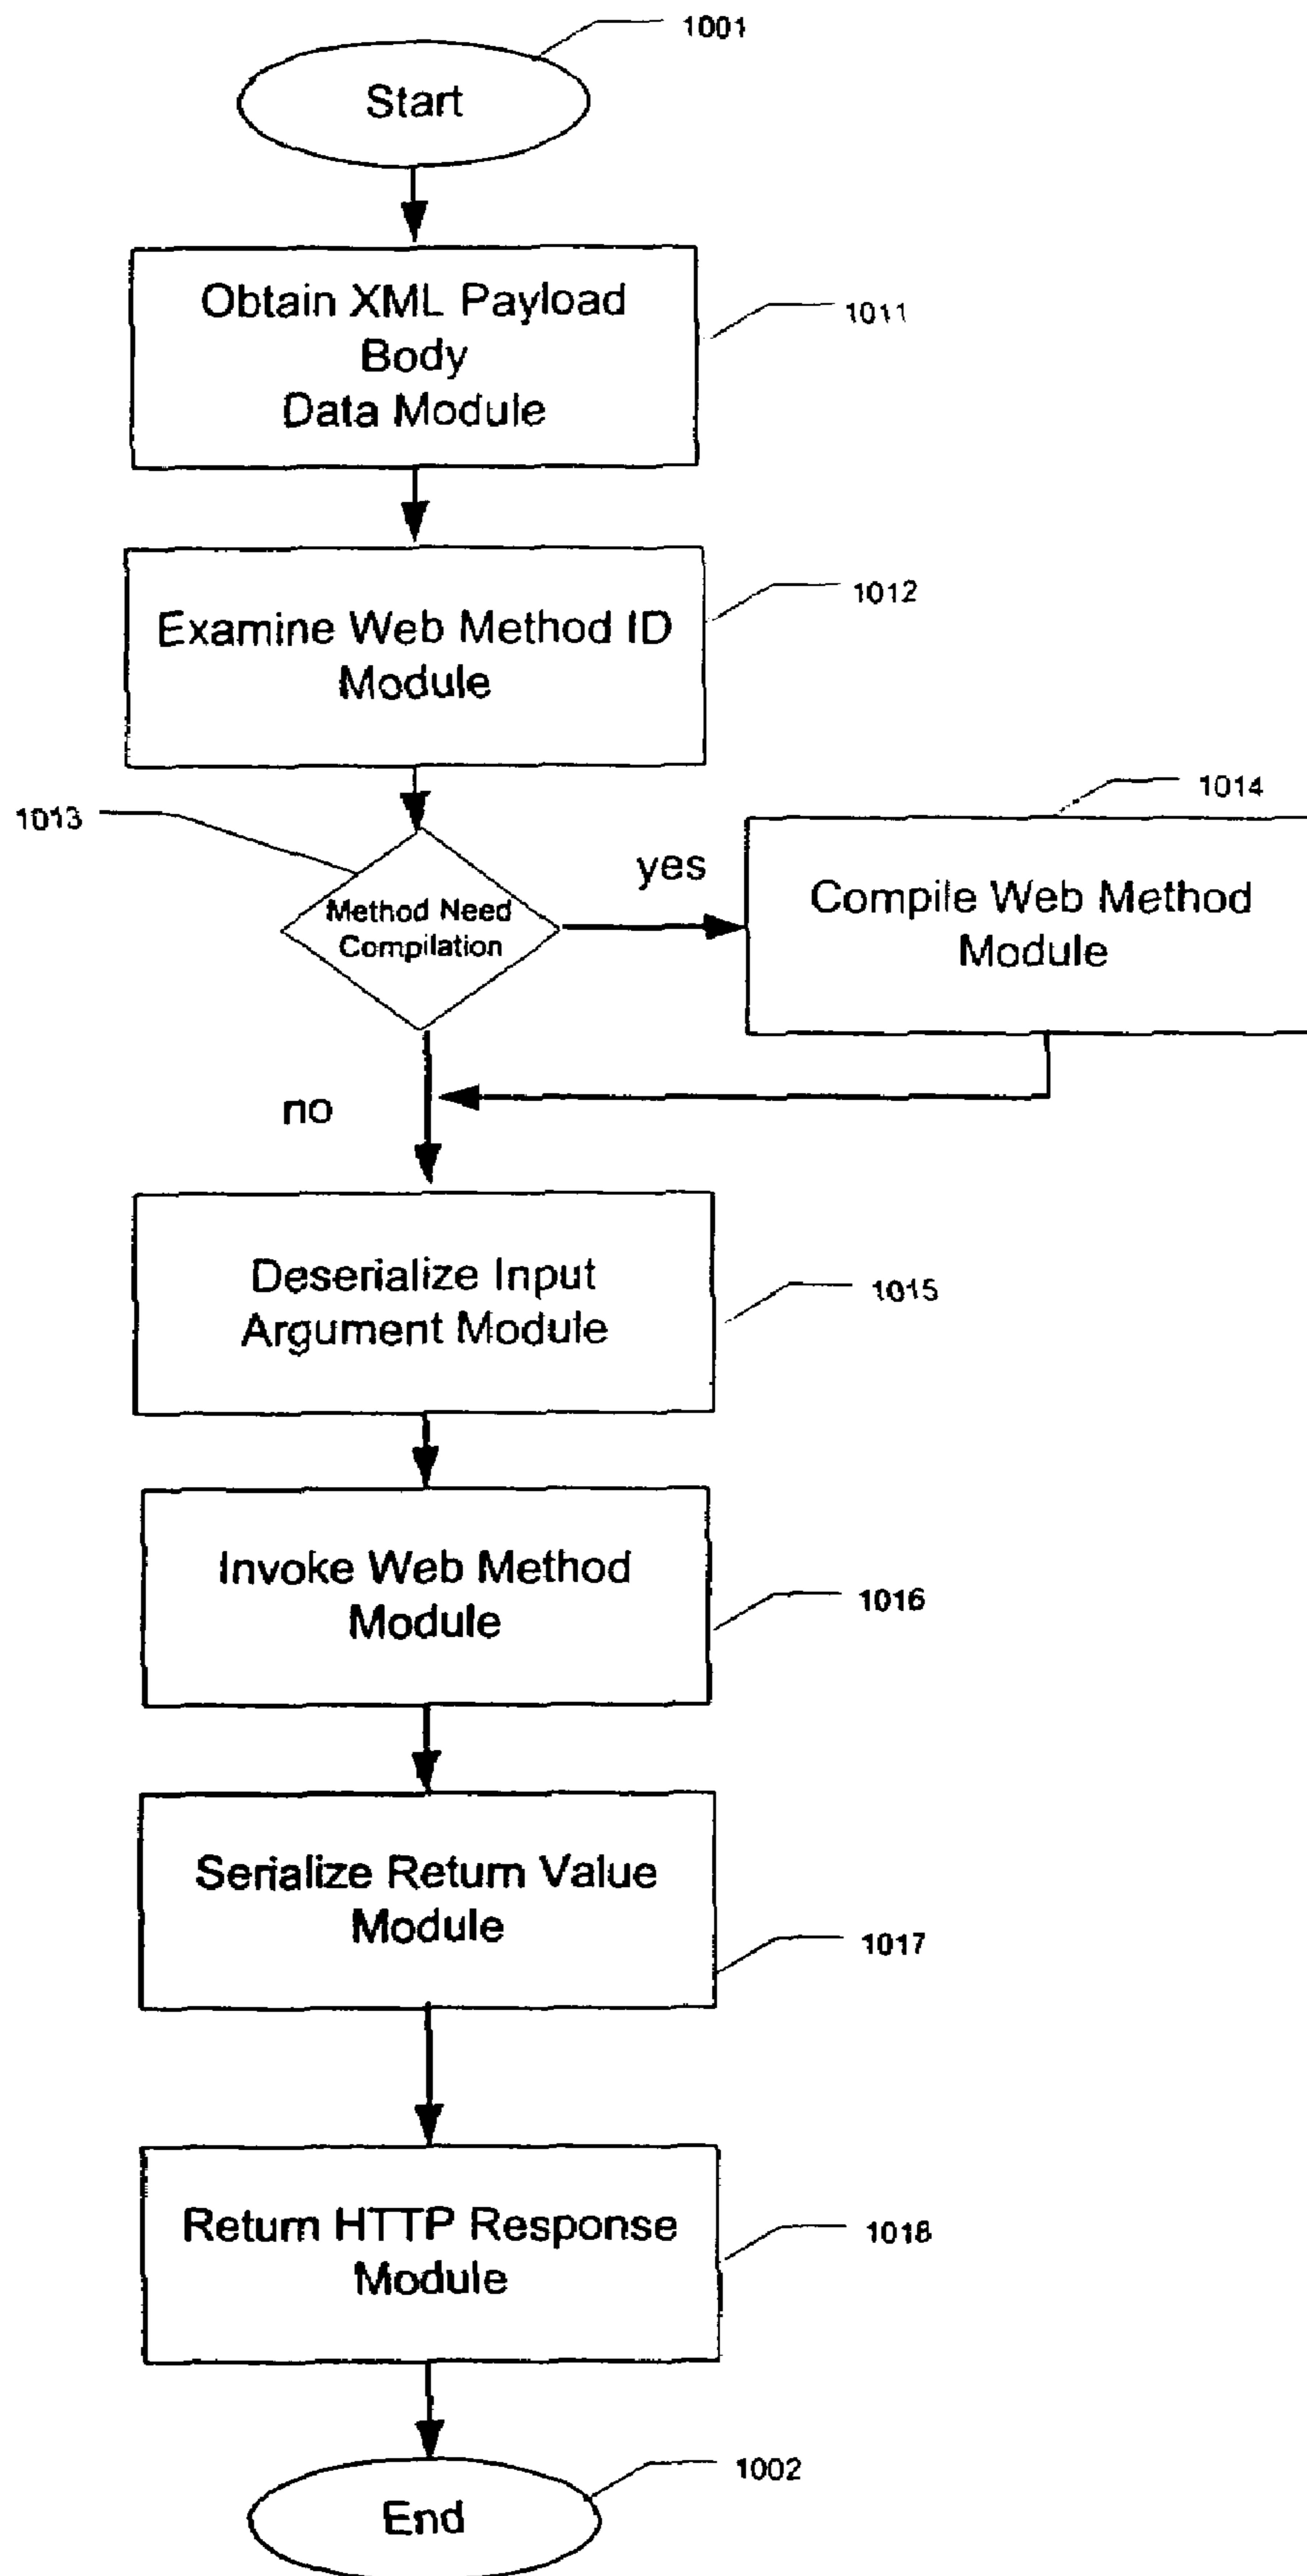 1001
Start
Obtain XML Payload
Body
Data Module
1011
Examine Web Method ID
Module
1012
1013
Method Need
Compilation
yes
1014
Compile Web Method
Module
no
Deserialize Input
Argument Module
1015
Invoke Web Method
Module
1016
Serialize Return Value
Module
1017
Return HTTP Response
Module
1018
End
1002